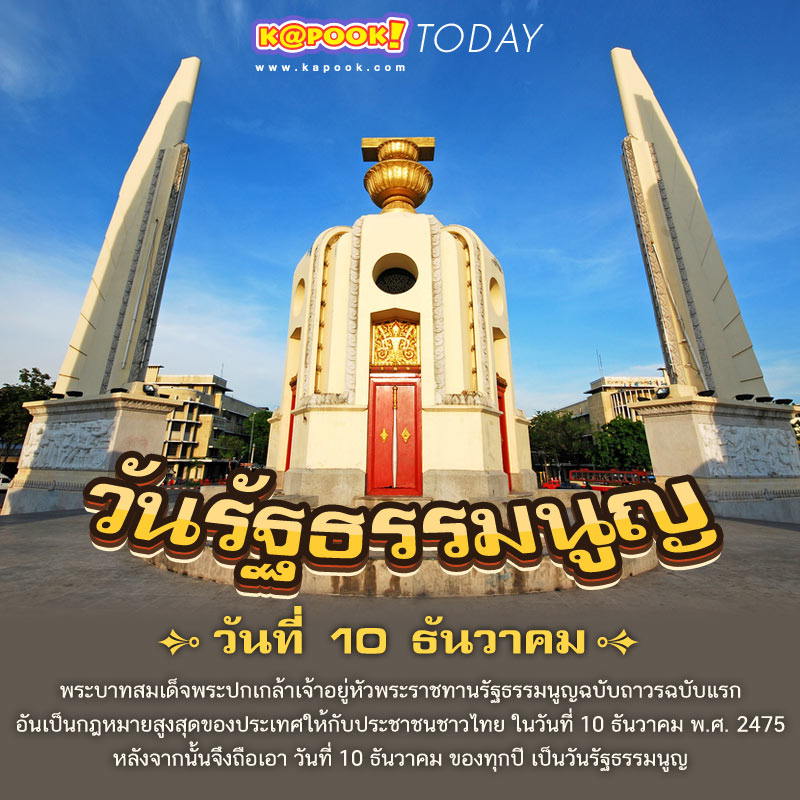 K@POOK! TODAY
www.kapook.com
วันรัฐธรรมนูญ
วันที่ 10 ธันวาคม
พระบาทสมเด็จพระปกเกล้าเจ้าอยู่หัวพระราชทานรัฐธรรมนูญฉบับถาวรฉบับแรก
อันเป็นกฎหมายสูงสุดของประเทศให้กับประชาชนชาวไทย ในวันที่ 10 ธันวาคม พ.ศ. 2475
หลังจากนั้นจึงถือเอา วันที่ 10 ธันวาคม ของทุกปี เป็นวันรัฐธรรมนูญ